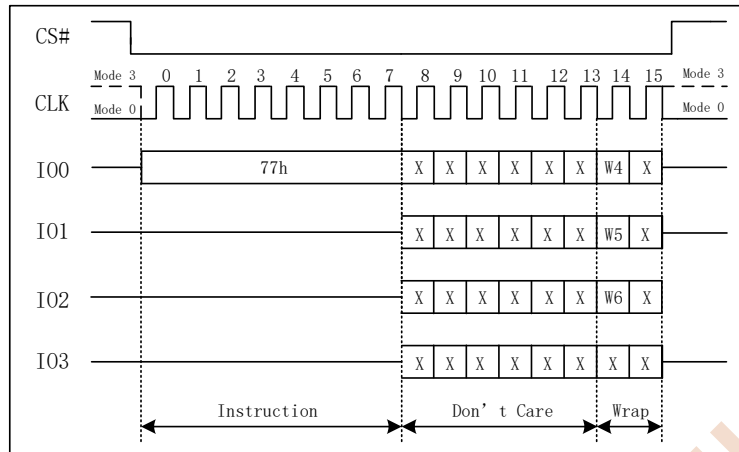 CS#
Mode 3 0 1 2 3 4 5 6 7 8 9 10 11 12 13 14 15 Mode 3
CLK
Mode 0 Mode 0
IO0 77h X X X X X X W4 X
IO1 X X X X X X W5 X
IO2 X X X X X X W6 X
IO3 X X X X X X X X
Instruction Don't Care Wrap